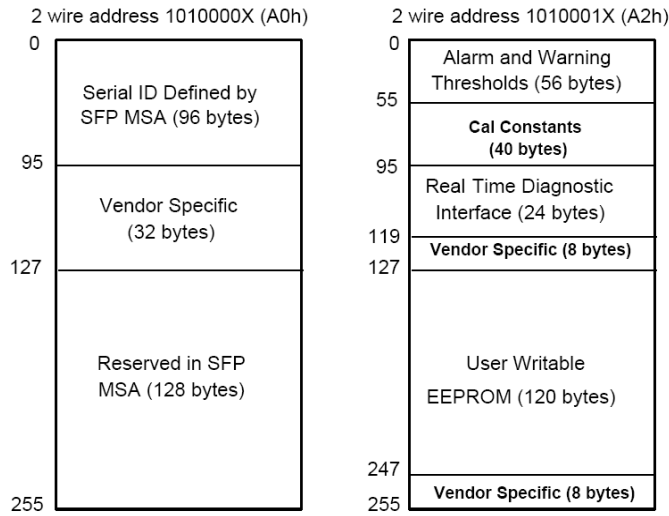 2 wire address 1010000X (A0h)
0
Serial ID Defined by
SFP MSA (96 bytes)
95
Vendor Specific
(32 bytes)
127
Reserved in SFP
MSA (128 bytes)
255
2 wire address 1010001X (A2h)
0
Alarm and Warning
Thresholds (56 bytes)
55
Cal Constants
(40 bytes)
95
Real Time Diagnostic
Interface (24 bytes)
119
Vendor Specific (8 bytes)
127
User Writable
EEPROM (120 bytes)
247
Vendor Specific (8 bytes)
255